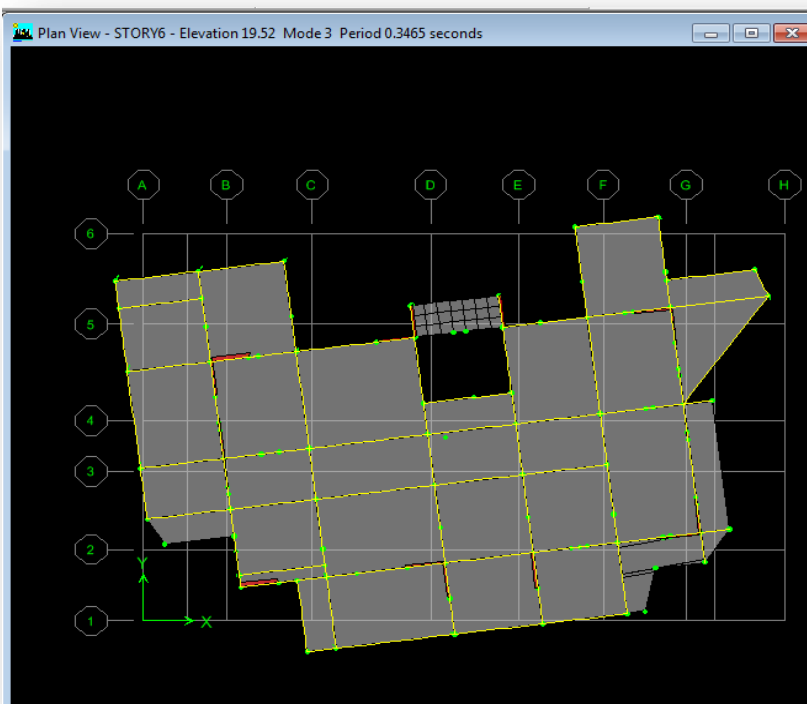 Plan View - STORY6 - Elevation 19.52 Mode 3 Period 0.3465 seconds
A B C D E F G H
6
5
4
3
2
Y
1
X